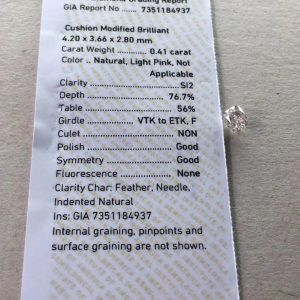 Grading Report
GIA Report No ...... 7351184937
Cushion Modified Brilliant
4.20 x 3.66 x 2.80 mm
Carat Weight ............ 0.41 carat
Color .. Natural, Light Pink, Not
Applicable
Clarity ............................ SI2
Depth ........................... 76.7%
Table .............................. 56%
Girdle ............ VTK to ETK, F
Culet ............................. NON
Polish ........................... Good
Symmetry ................... Good
Fluorescence ............. None
Clarity Char: Feather, Needle,
Indented Natural
Ins: GIA 7351184937
Internal graining, pinpoints and
surface graining are not shown.